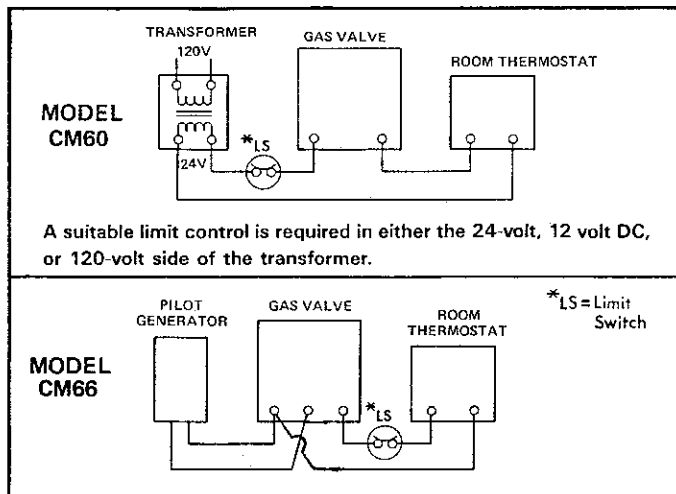 TRANSFORMER
120V
GAS VALVE
ROOM THERMOSTAT
MODEL
CM60
24V
*LS
A suitable limit control is required in either the 24-volt, 12 volt DC,
or 120-volt side of the transformer.
PILOT
GENERATOR
GAS VALVE
ROOM
THERMOSTAT
*LS=Limit
Switch
MODEL
CM66
*LS